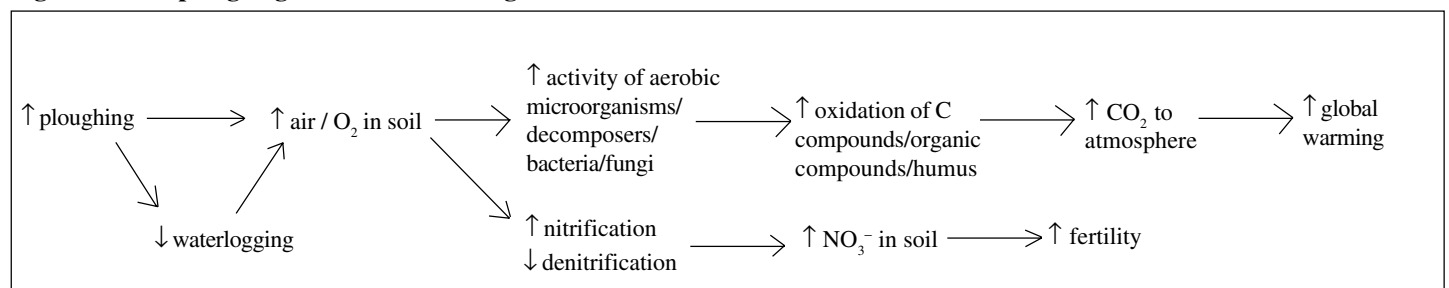 ↑ ploughing
↓ waterlogging
↑ air / O₂ in soil
↑ activity of aerobic
microorganisms/
decomposers/
bacteria/fungi
↑ nitrification
↓ denitrification
↑ oxidation of C
compounds/organic
compounds/humus
↑ NO₃⁻ in soil
↑ CO₂ to
atmosphere
↑ fertility
↑ global
warming